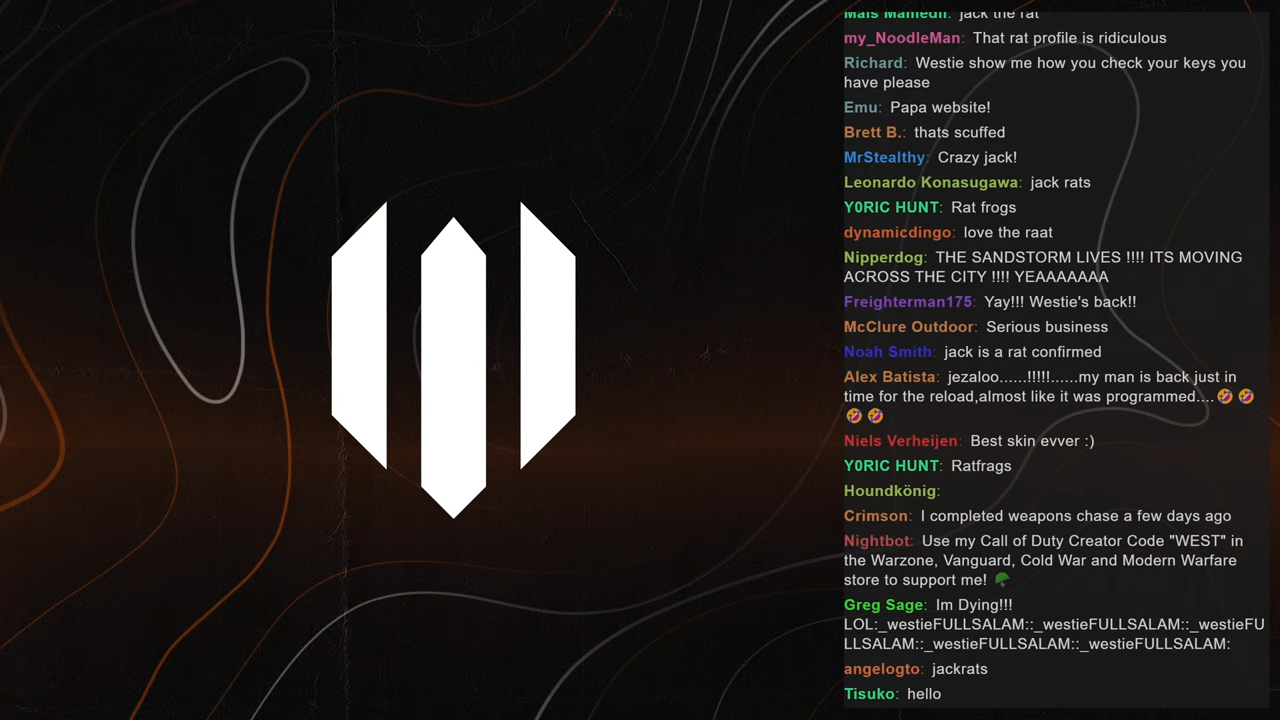 Mais Mamedli: jack the rat
my_NoodleMan: That rat profile is ridiculous
Richard: Westie show me how you check your keys you
have please
Emu: Papa website!
Brett B.: thats scuffed
MrStealthy: Crazy jack!
Leonardo Konasugawa: jack rats
Y0RIC HUNT: Rat frogs
dynamicdingo: love the raat
Nipperdog: THE SANDSTORM LIVES !!!! ITS MOVING
ACROSS THE CITY !!!! YEAAAAAAA
Freighterman175: Yay!!! Westie's back!!
McClure Outdoor: Serious business
Noah Smith: jack is a rat confirmed
Alex Batista: jezaloo......!!!!!......my man is back just in
time for the reload,almost like it was programmed.... 🤣 🤣
🤣 🤣
Niels Verheijen: Best skin evver :)
Y0RIC HUNT: Ratfrags
Houndkönig:
Crimson: I completed weapons chase a few days ago
Nightbot: Use my Call of Duty Creator Code "WEST" in
the Warzone, Vanguard, Cold War and Modern Warfare
store to support me! 🪂
Greg Sage: Im Dying!!!
LOL:_westieFULLSALAM::_westieFULLSALAM::_westieFU
LLSALAM::_westieFULLSALAM::_westieFULLSALAM:
angelogto: jackrats
Tisuko: hello